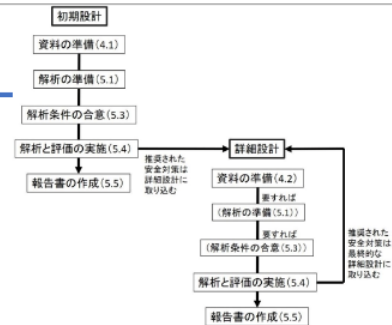 初期設計
資料の準備(4.1)
解析の準備(5.1)
解析条件の合意(5.3)
解析と評価の実施(5.4)
報告書の作成(5.5)
推奨された
安全対策は
詳細設計に
取り込む
詳細設計
資料の準備(4.2)
要すれば
(解析の準備(5.1))
要すれば
(解析条件の合意(5.3))
解析と評価の実施(5.4)
報告書の作成(5.5)
推奨された
安全対策は
最終的な
詳細設計に
取り込む